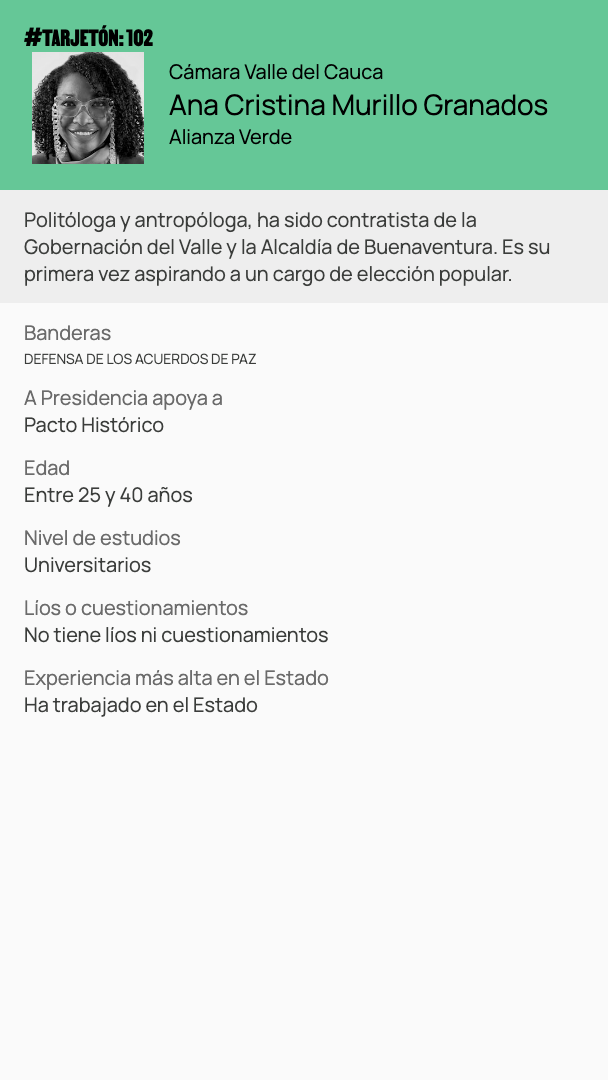 #TARJETÓN: 102
Cámara Valle del Cauca
Ana Cristina Murillo Granados
Alianza Verde
Politóloga y antropóloga, ha sido contratista de la
Gobernación del Valle y la Alcaldía de Buenaventura. Es su
primera vez aspirando a un cargo de elección popular.
Banderas
DEFENSA DE LOS ACUERDOS DE PAZ
A Presidencia apoya a
Pacto Histórico
Edad
Entre 25 y 40 años
Nivel de estudios
Universitarios
Líos o cuestionamientos
No tiene líos ni cuestionamientos
Experiencia más alta en el Estado
Ha trabajado en el Estado